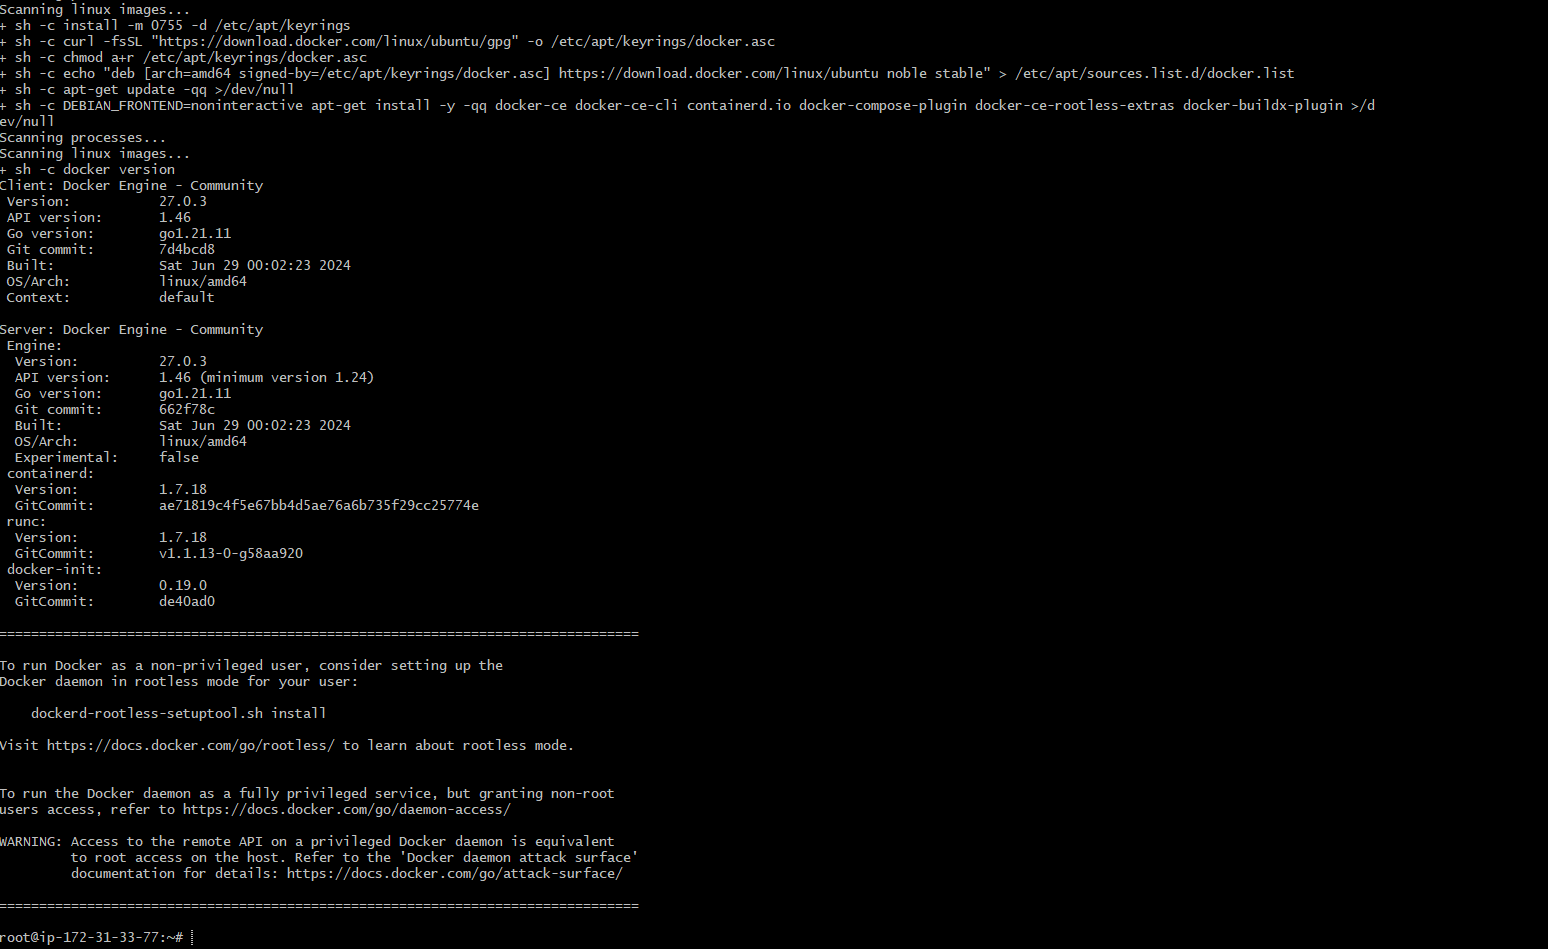 Scanning linux images...
+ sh -c install -m 0755 -d /etc/apt/keyrings
+ sh -c curl -fsSL "https://download.docker.com/linux/ubuntu/gpg" -o /etc/apt/keyrings/docker.asc
+ sh -c chmod a+r /etc/apt/keyrings/docker.asc
+ sh -c echo "deb [arch=amd64 signed-by=/etc/apt/keyrings/docker.asc] https://download.docker.com/linux/ubuntu noble stable" > /etc/apt/sources.list.d/docker.list
+ sh -c apt-get update -qq >/dev/null
+ sh -c DEBIAN_FRONTEND=noninteractive apt-get install -y -qq docker-ce docker-ce-cli containerd.io docker-compose-plugin docker-ce-rootless-extras docker-buildx-plugin >/d
ev/null
Scanning processes...
Scanning linux images...
+ sh -c docker version
Client: Docker Engine - Community
 Version:           27.0.3
 API version:       1.46
 Go version:        go1.21.11
 Git commit:        7d4bcd8
 Built:             Sat Jun 29 00:02:23 2024
 OS/Arch:           linux/amd64
 Context:           default

Server: Docker Engine - Community
 Engine:
  Version:          27.0.3
  API version:      1.46 (minimum version 1.24)
  Go version:       go1.21.11
  Git commit:       662f78c
  Built:            Sat Jun 29 00:02:23 2024
  OS/Arch:          linux/amd64
  Experimental:     false
 containerd:
  Version:          1.7.18
  GitCommit:        ae71819c4f5e67bb4d5ae76a6b735f29cc25774e
 runc:
  Version:          1.7.18
  GitCommit:        v1.1.13-0-g58aa920
 docker-init:
  Version:          0.19.0
  GitCommit:        de40ad0

================================================================================

To run Docker as a non-privileged user, consider setting up the
Docker daemon in rootless mode for your user:

    dockerd-rootless-setuptool.sh install

Visit https://docs.docker.com/go/rootless/ to learn about rootless mode.


To run the Docker daemon as a fully privileged service, but granting non-root
users access, refer to https://docs.docker.com/go/daemon-access/

WARNING: Access to the remote API on a privileged Docker daemon is equivalent
         to root access on the host. Refer to the 'Docker daemon attack surface'
         documentation for details: https://docs.docker.com/go/attack-surface/

================================================================================

root@ip-172-31-33-77:~#